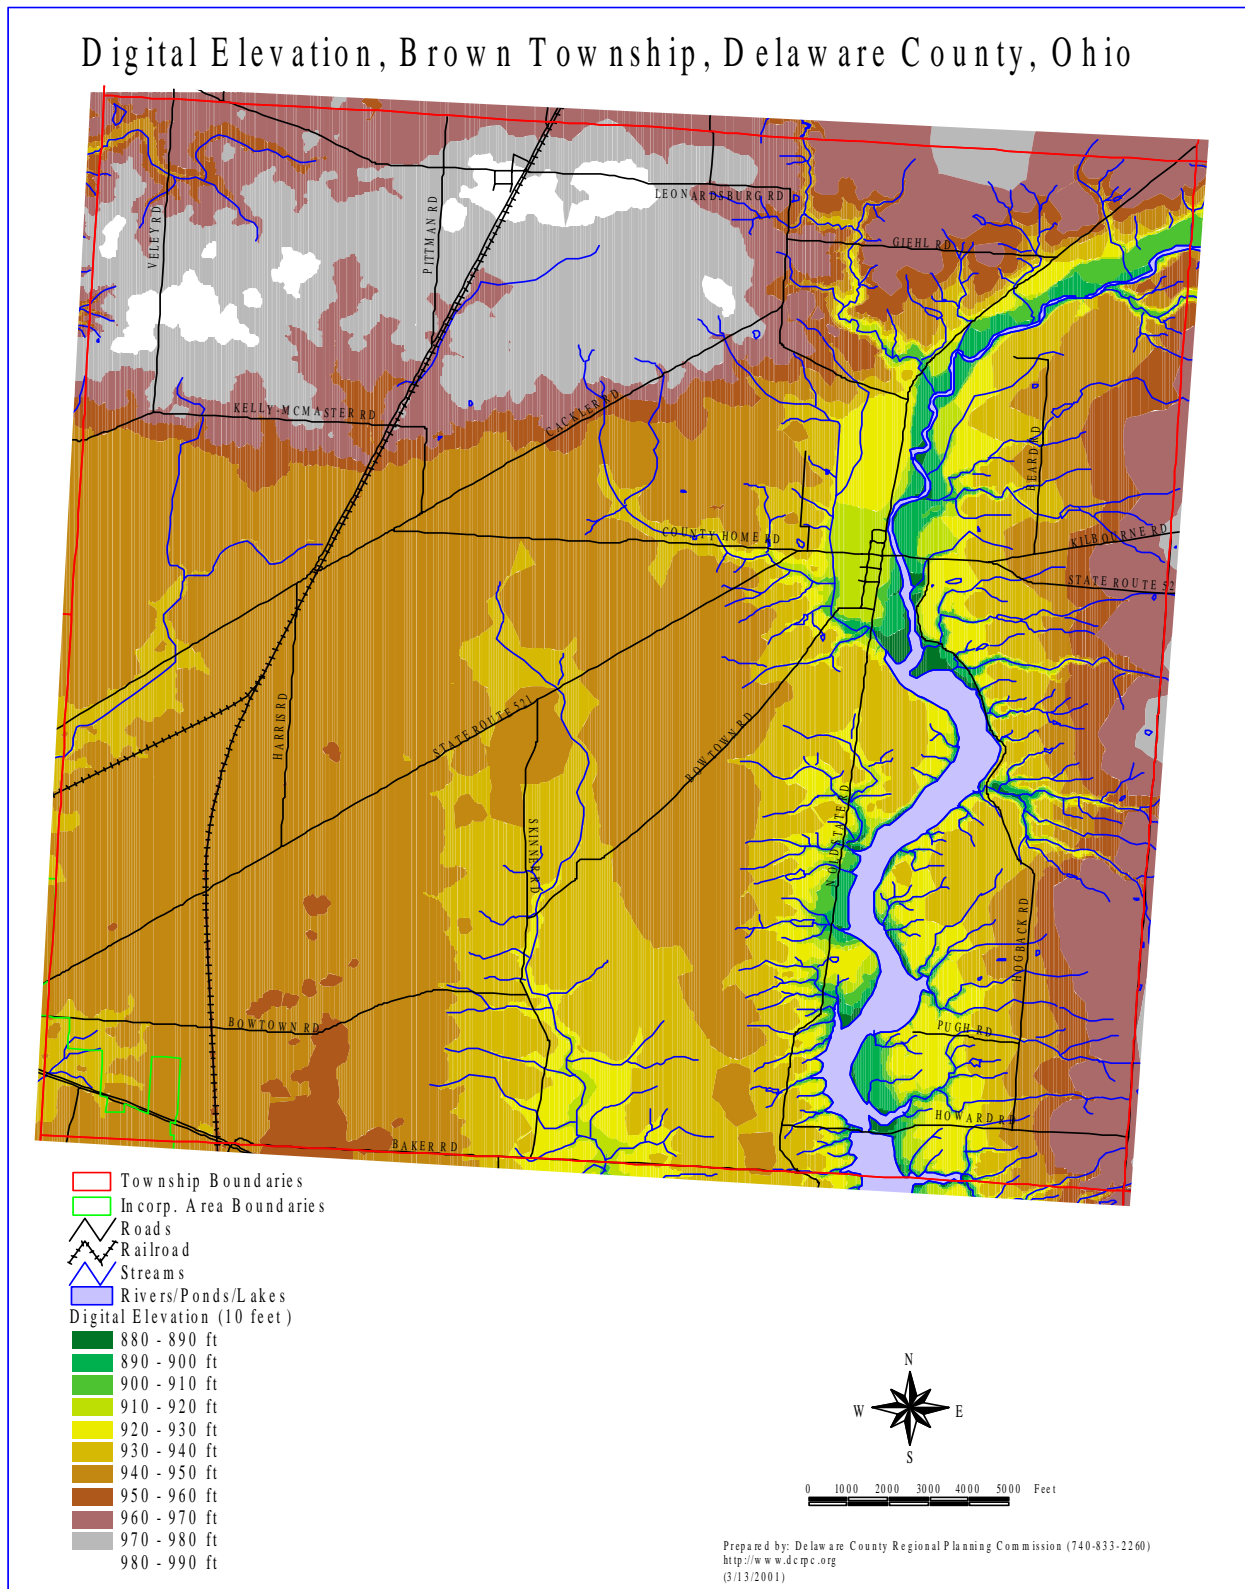 Digital Elevation, Brown Township, Delaware County, Ohio
LEONARDSBURG RD
VELEY RD
PITTMAN RD
GIEHL RD
KELLY-MCMASTER RD
CACKLER RD
BEARD RD
COUNTY HOME RD
KILBOURNE RD
STATE ROUTE 52
HARRIS RD
STATE ROUTE 521
BOWTOWN RD
N OLD STATE RD
SKINNER RD
HOGBACK RD
BOWTOWN RD
PUGH RD
HOWARD RD
BAKER RD
Township Boundaries
Incorp. Area Boundaries
Roads
Railroad
Streams
Rivers/Ponds/Lakes
Digital Elevation (10 feet)
880 - 890 ft
890 - 900 ft
900 - 910 ft
910 - 920 ft
920 - 930 ft
930 - 940 ft
940 - 950 ft
950 - 960 ft
960 - 970 ft
970 - 980 ft
980 - 990 ft
N
W E
S
0 1000 2000 3000 4000 5000 Feet
Prepared by: Delaware County Regional Planning Commission (740-833-2260)
http://www.dcrpc.org
(3/13/2001)